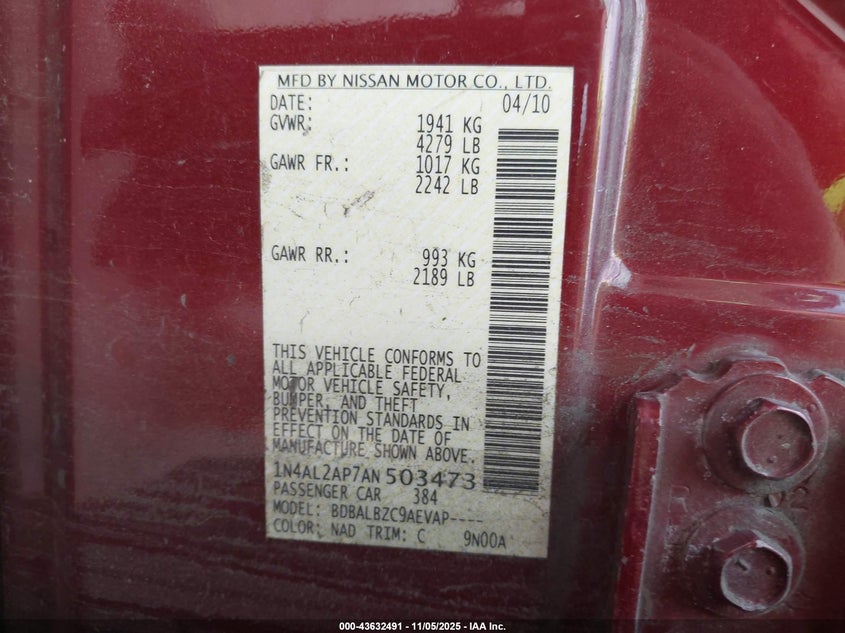 MFD BY NISSAN MOTOR CO., LTD.
DATE: 04/10
GVWR: 1941 KG
4279 LB
GAWR FR.: 1017 KG
2242 LB
GAWR RR.: 993 KG
2189 LB
THIS VEHICLE CONFORMS TO
ALL APPLICABLE FEDERAL
MOTOR VEHICLE SAFETY,
BUMPER, AND THEFT
PREVENTION STANDARDS IN
EFFECT ON THE DATE OF
MANUFACTURE SHOWN ABOVE.
1N4AL2AP7AN503473
PASSENGER CAR 384
MODEL: BDBALBZC9AEVAP----
COLOR: NAD TRIM: C 9N00A
000-43632491 - 11/05/2025 - IAA Inc.